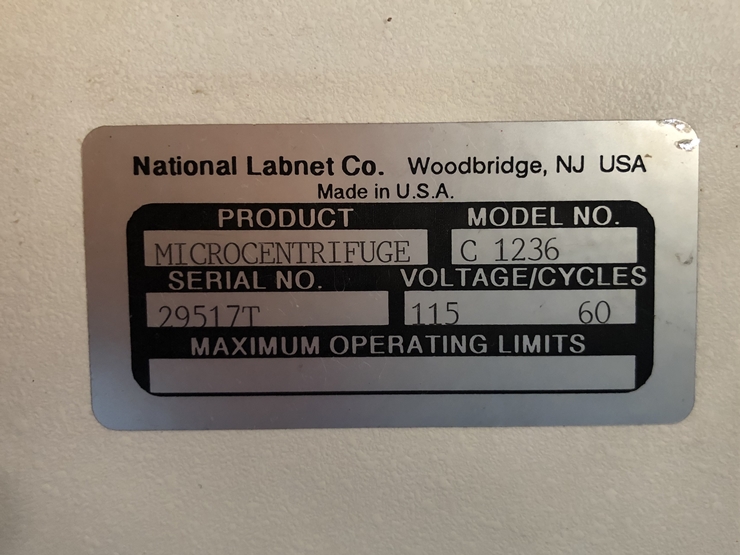 National Labnet Co. Woodbridge, NJ USA
Made in U.S.A.
PRODUCT MODEL NO.
MICROCENTRIFUGE C 1236
SERIAL NO. VOLTAGE/CYCLES
29517T 115 60
MAXIMUM OPERATING LIMITS